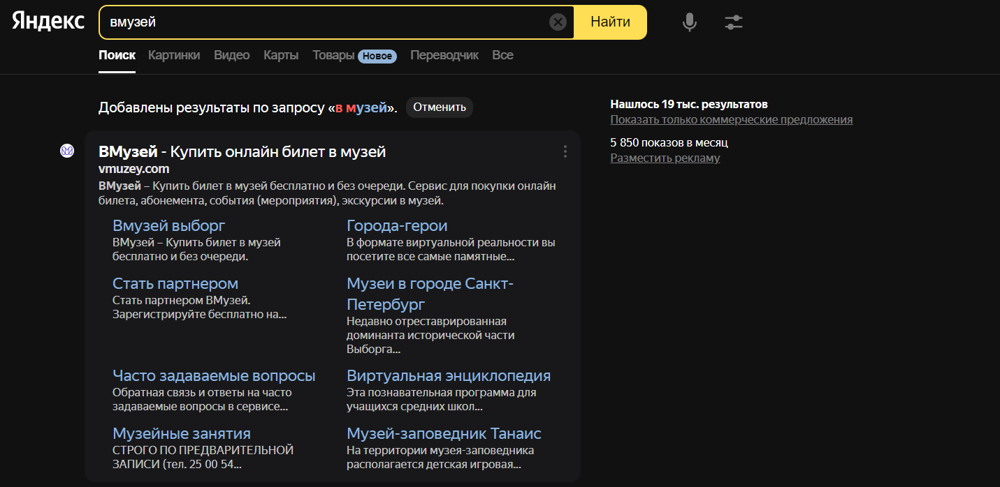 Яндекс
вмузей
Найти
Поиск Картинки Видео Карты Товары Новое Переводчик Все
Добавлены результаты по запросу «в музей». Отменить
Нашлось 19 тыс. результатов
Показать только коммерческие предложения
5 850 показов в месяц
Разместить рекламу
ВМузей - Купить онлайн билет в музей
vmuzey.com
ВМузей – Купить билет в музей бесплатно и без очереди. Сервис для покупки онлайн
билета, абонемента, события (мероприятия), экскурсии в музей.
Вмузей выборг
ВМузей – Купить билет в музей
бесплатно и без очереди.
Города-герои
В формате виртуальной реальности вы
посетите все самые памятные...
Стать партнером
Стать партнером ВМузей.
Зарегистрируйте бесплатно на...
Музеи в городе Санкт-
Петербург
Недавно отреставрированная
доминанта исторической части
Выборга...
Часто задаваемые вопросы
Обратная связь и ответы на часто
задаваемые вопросы в сервисе...
Виртуальная энциклопедия
Эта познавательная программа для
учащихся средних школ...
Музейные занятия
СТРОГО ПО ПРЕДВАРИТЕЛЬНОЙ
ЗАПИСИ (тел. 25 00 54...
Музей-заповедник Танаис
На территории музея-заповедника
располагается детская игровая...